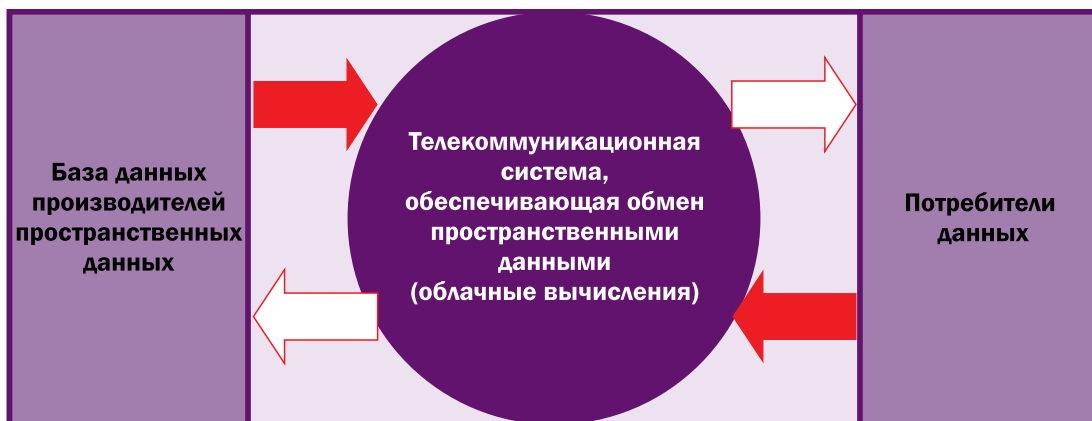 База данных
производителей
пространственных
данных
Телекоммуникационная
система,
обеспечивающая обмен
пространственными
данными
(облачные вычисления)
Потребители
данных